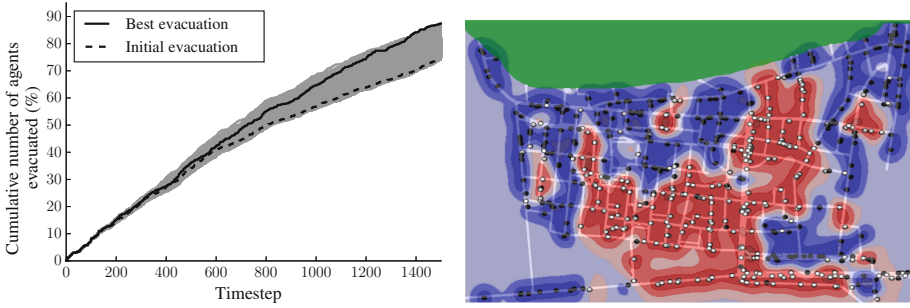 90
80
70
60
50
40
30
20
10
0
Cumulative number of agents
evacuated (%)
Best evacuation
Initial evacuation
0 200 400 600 800 1000 1200 1400
Timestep